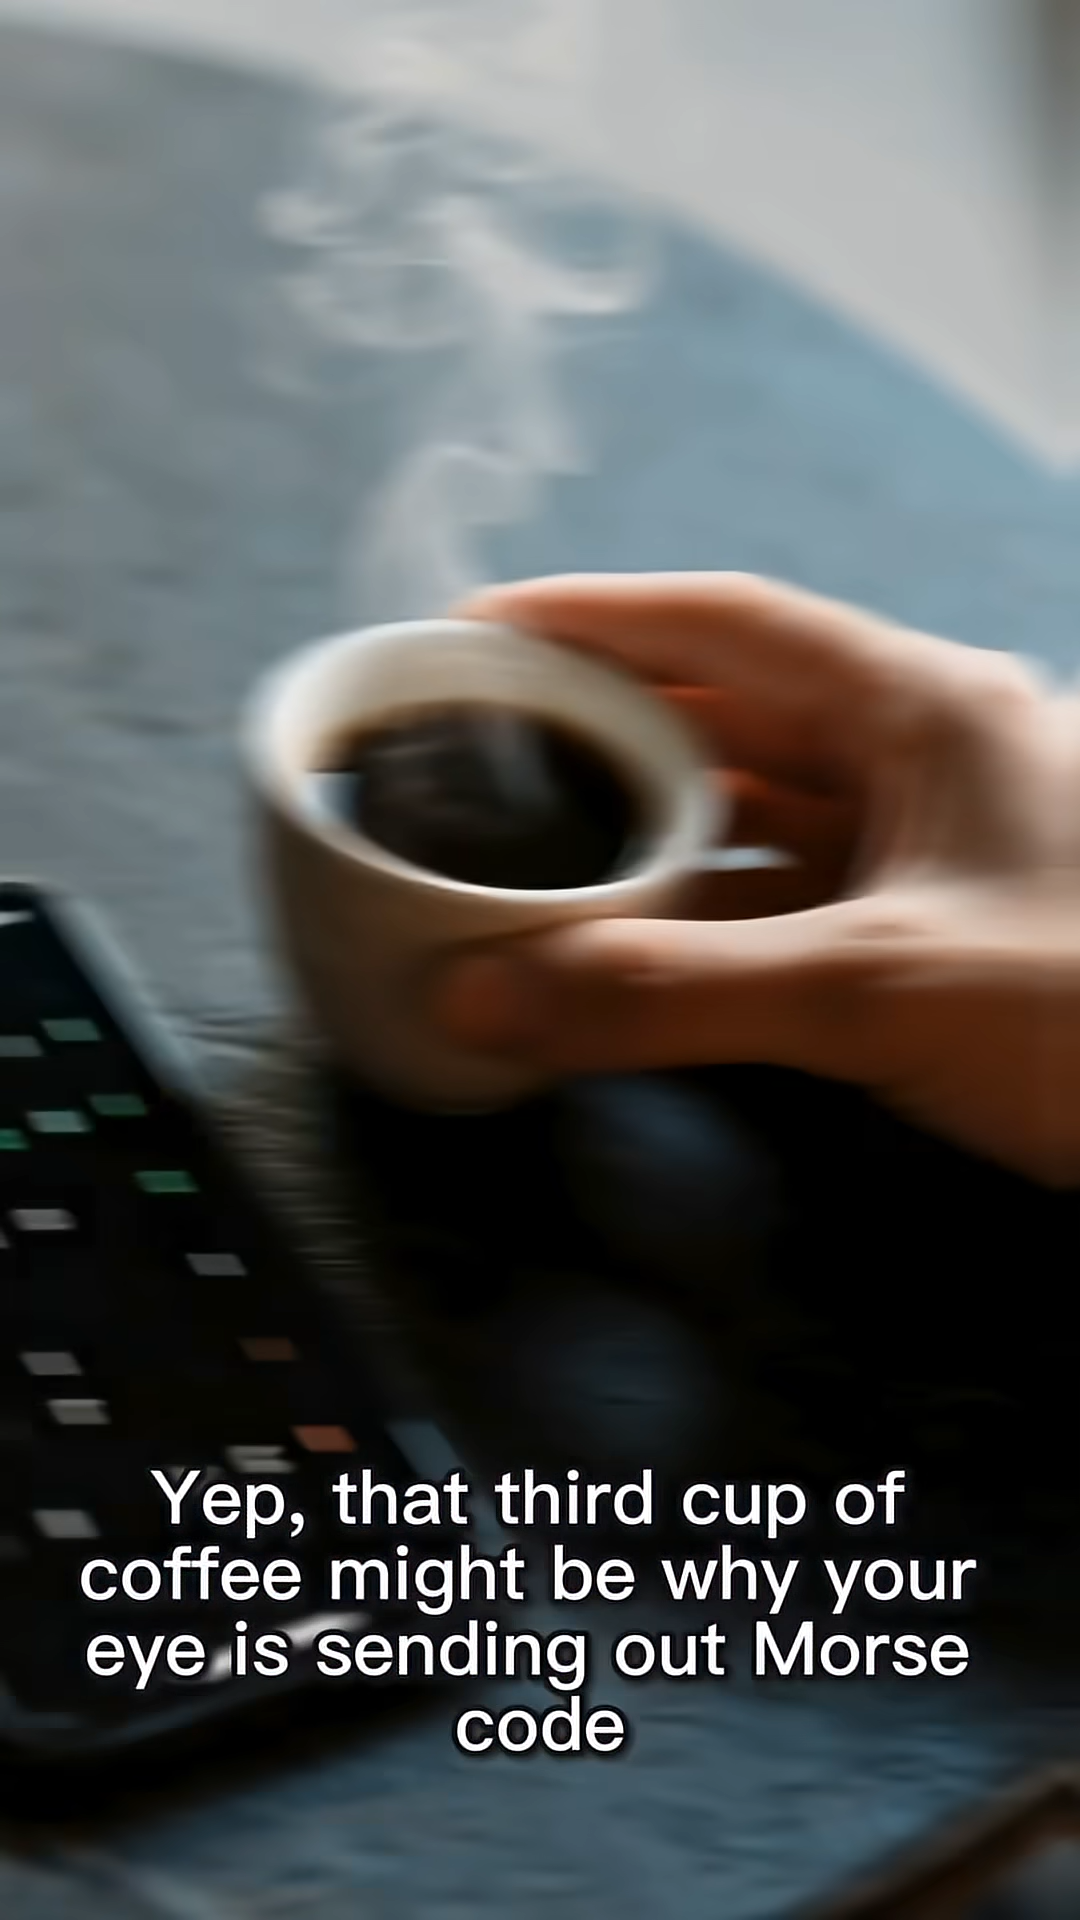 Yep, that third cup of
coffee might be why your
eye is sending out Morse
code